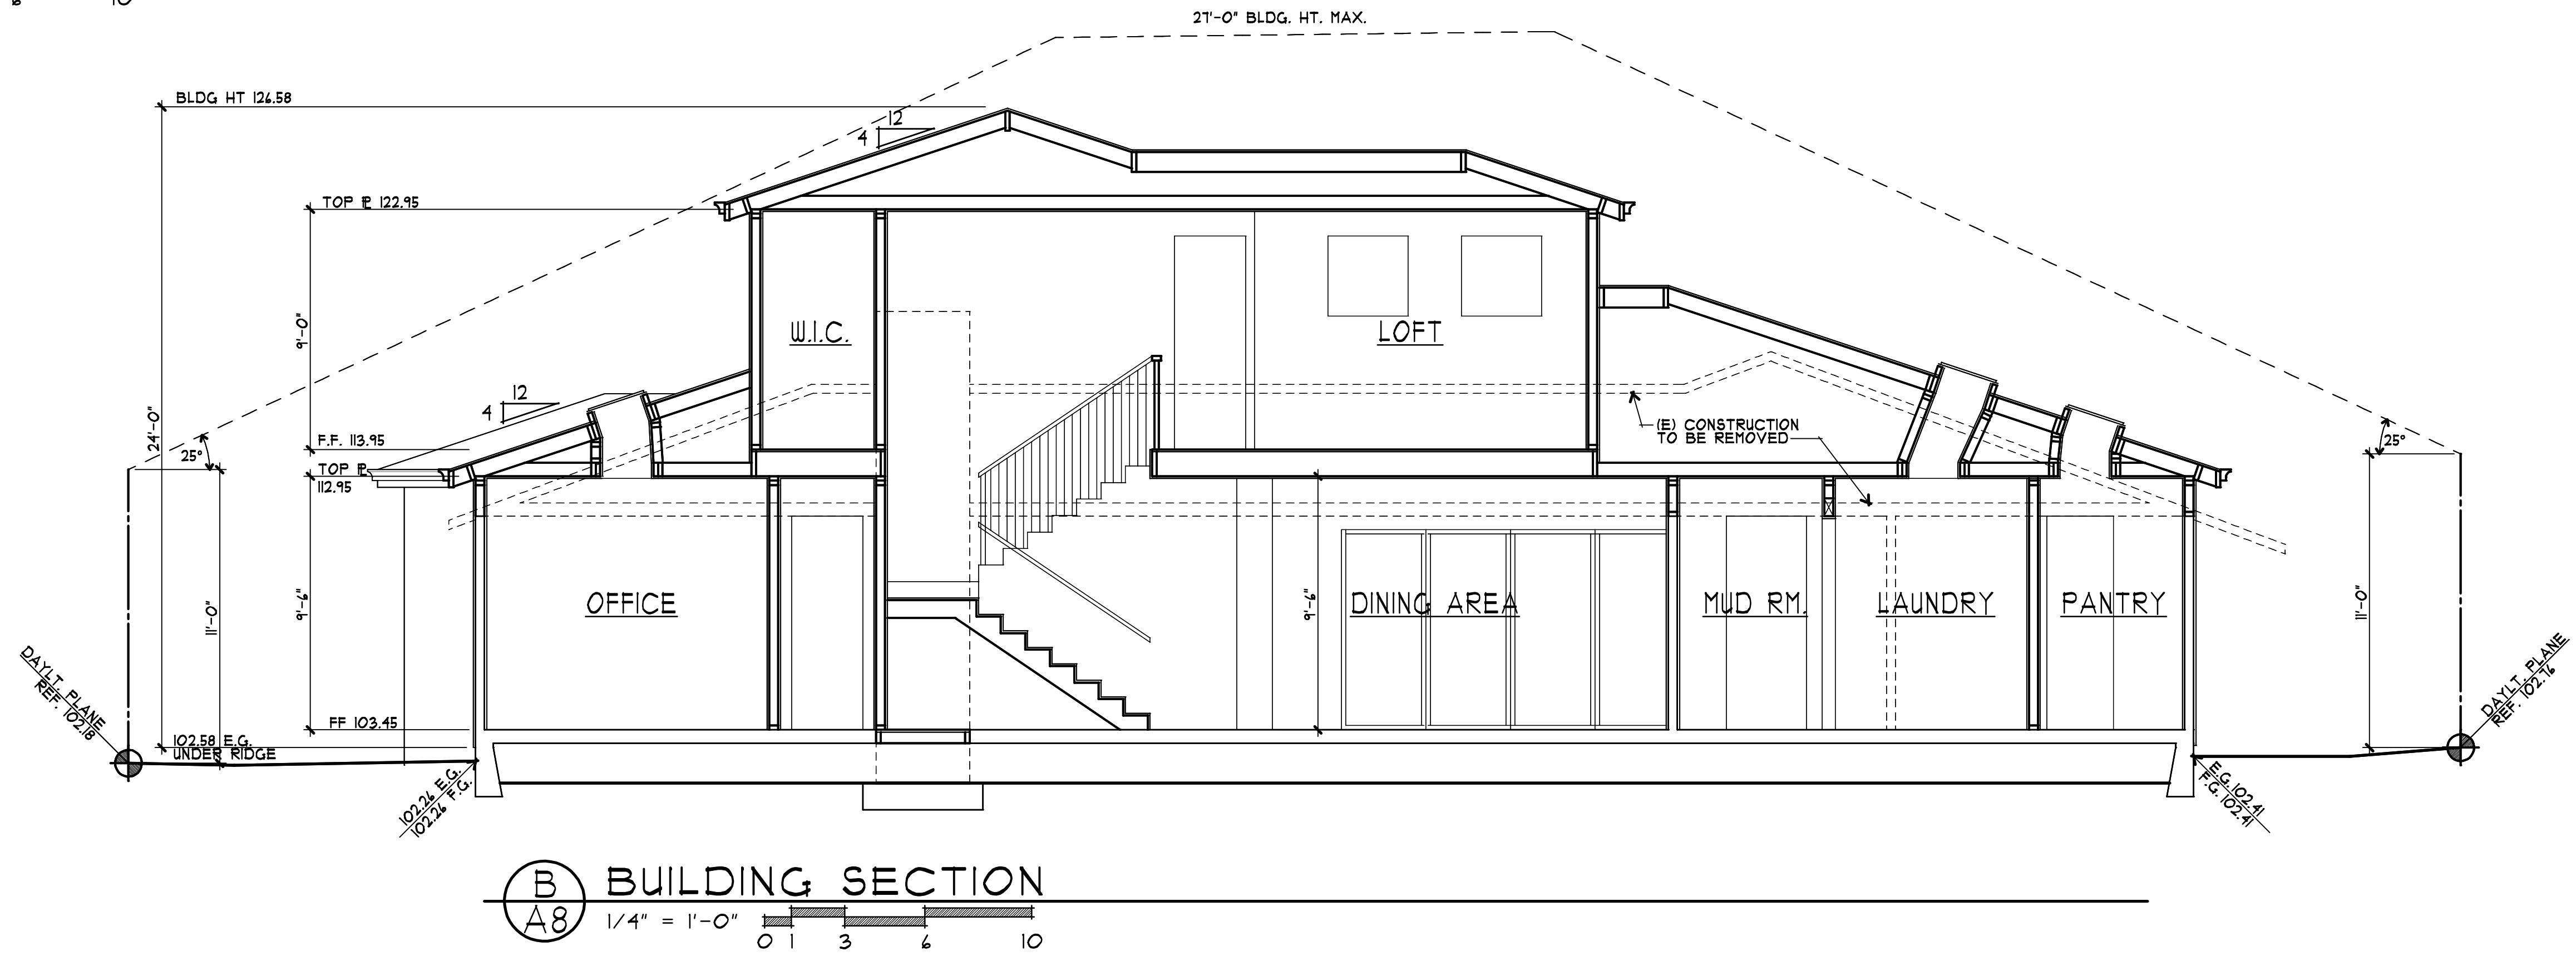 6 10
27'-0" BLDG. HT. MAX.
BLDG HT 126.58
12
4
TOP PL 122.95
9'-0"
24'-0"
W.I.C.
LOFT
12
4
(E) CONSTRUCTION
TO BE REMOVED
F.F. 113.95
25°
25°
TOP PL
112.95
11'-0"
9'-6"
OFFICE
9'-6"
DINING AREA
MUD RM.
LAUNDRY
PANTRY
11'-0"
DAYLT. PLANE
REF. 102.18
DAYLT. PLANE
REF. 102.76
FF 103.45
102.58 E.G.
UNDER RIDGE
102.26 E.G.
102.26 F.G.
E.G. 102.41
F.G. 102.41
B
A8
BUILDING SECTION
1/4" = 1'-0"
0 1 3 6 10